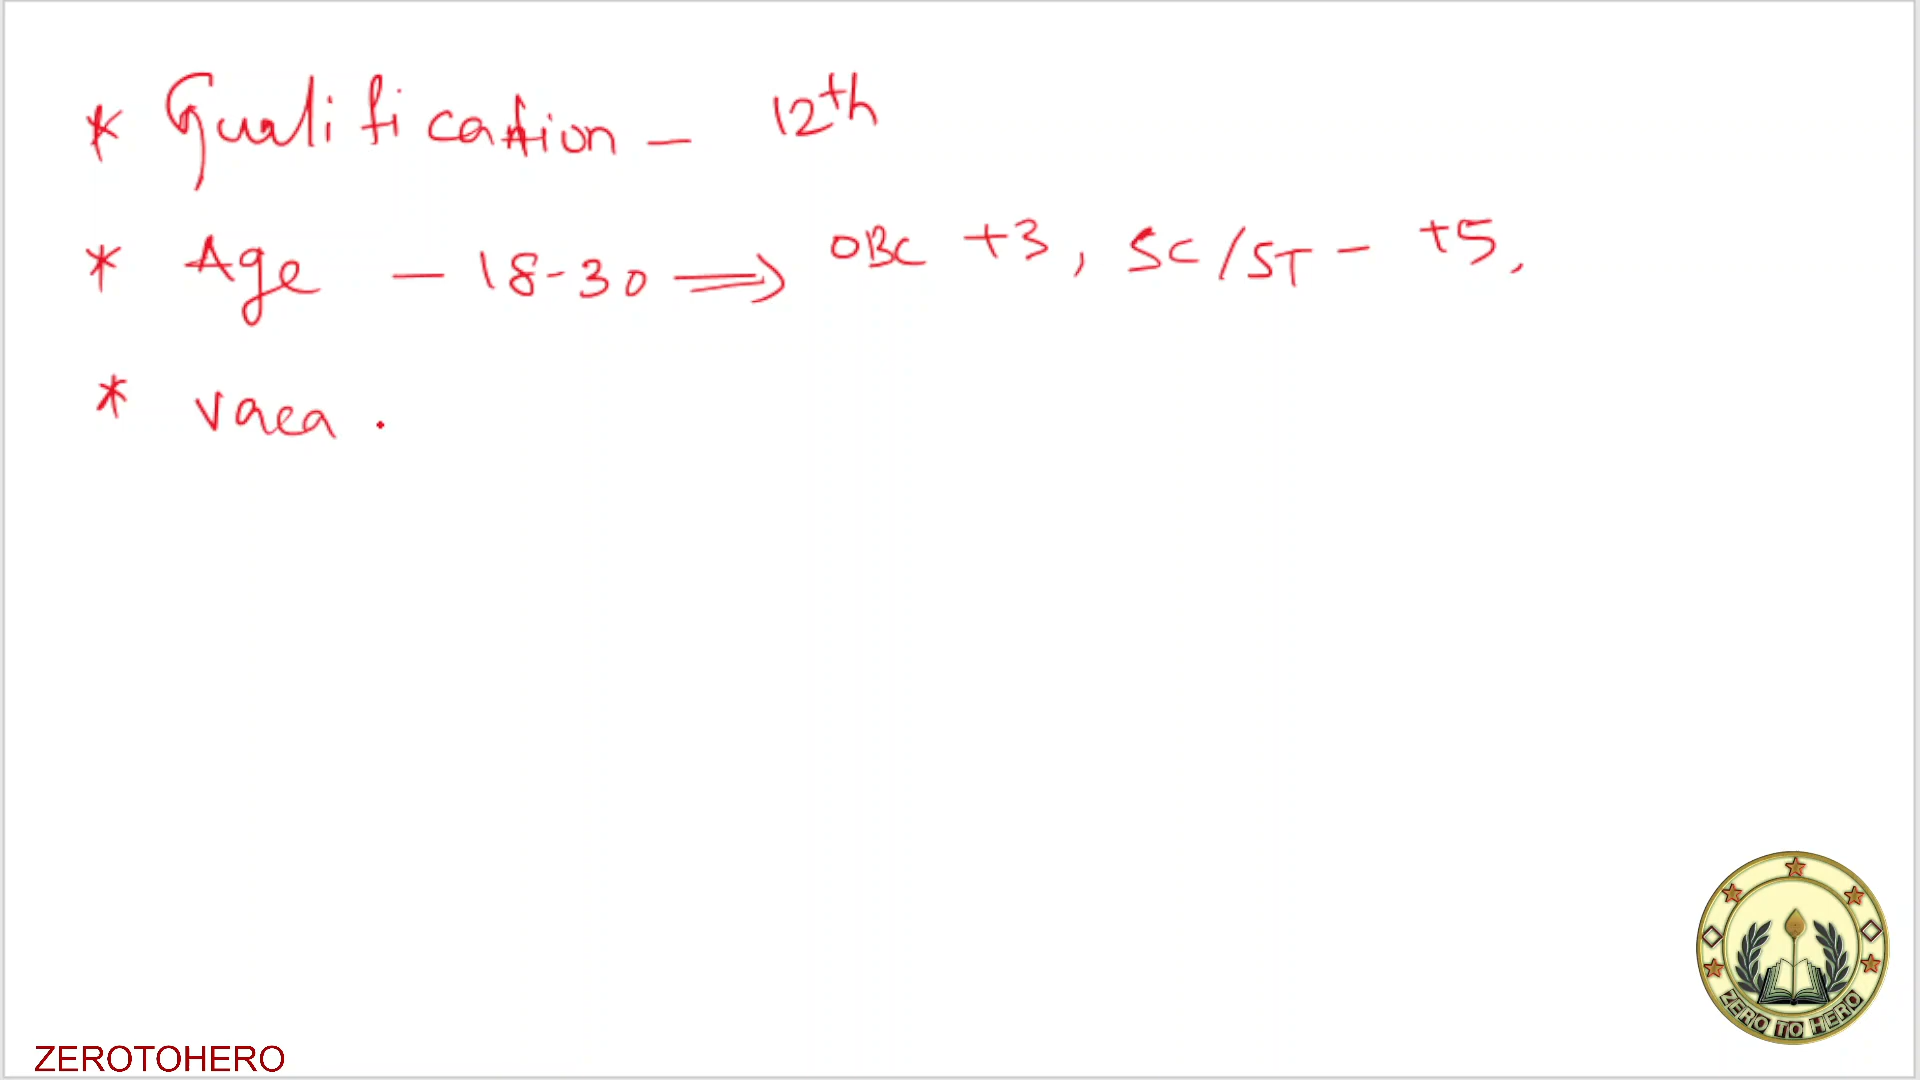 * Qualification – 12th
* Age – 18-30 ⟹ OBC +3, SC/ST – +5,
* vaca .
ZERO TO HERO
ZEROTOHERO